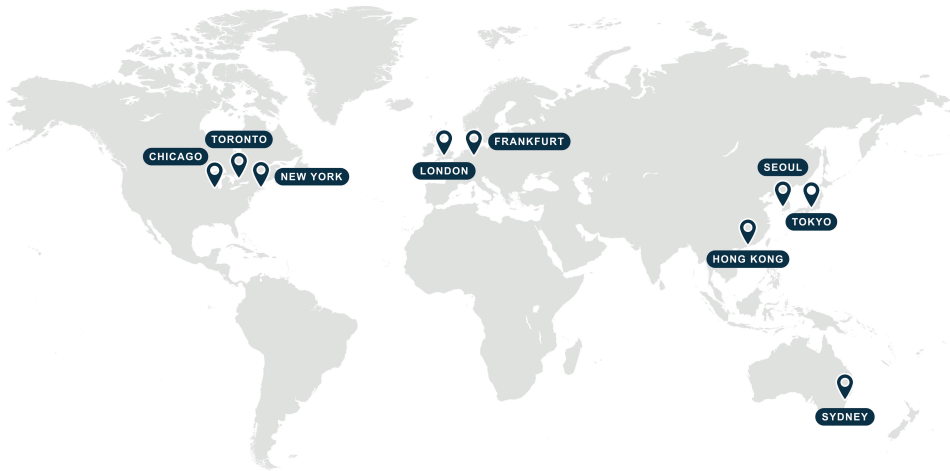 TORONTO
CHICAGO
NEW YORK
LONDON
FRANKFURT
SEOUL
TOKYO
HONG KONG
SYDNEY